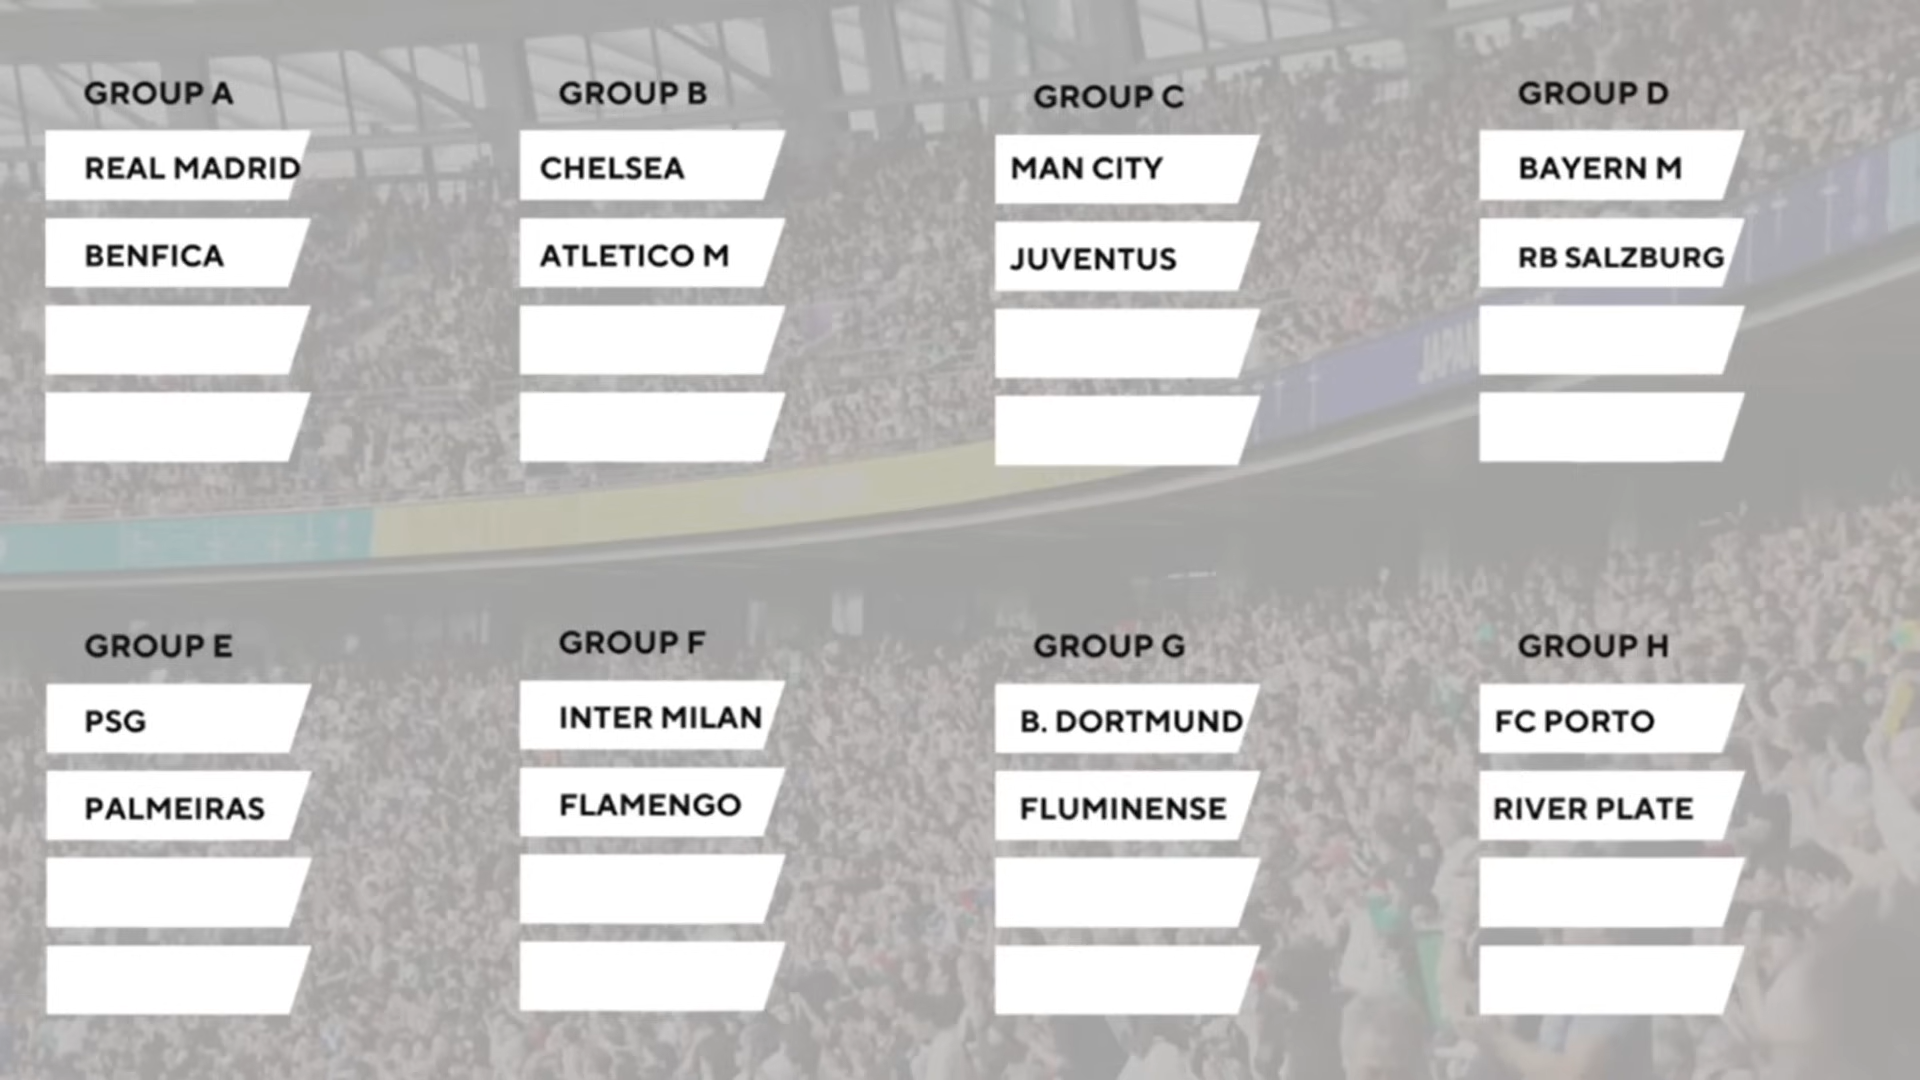 GROUP A
REAL MADRID
BENFICA
GROUP B
CHELSEA
ATLETICO M
GROUP C
MAN CITY
JUVENTUS
GROUP D
BAYERN M
RB SALZBURG
GROUP E
PSG
PALMEIRAS
GROUP F
INTER MILAN
FLAMENGO
GROUP G
B. DORTMUND
FLUMINENSE
GROUP H
FC PORTO
RIVER PLATE